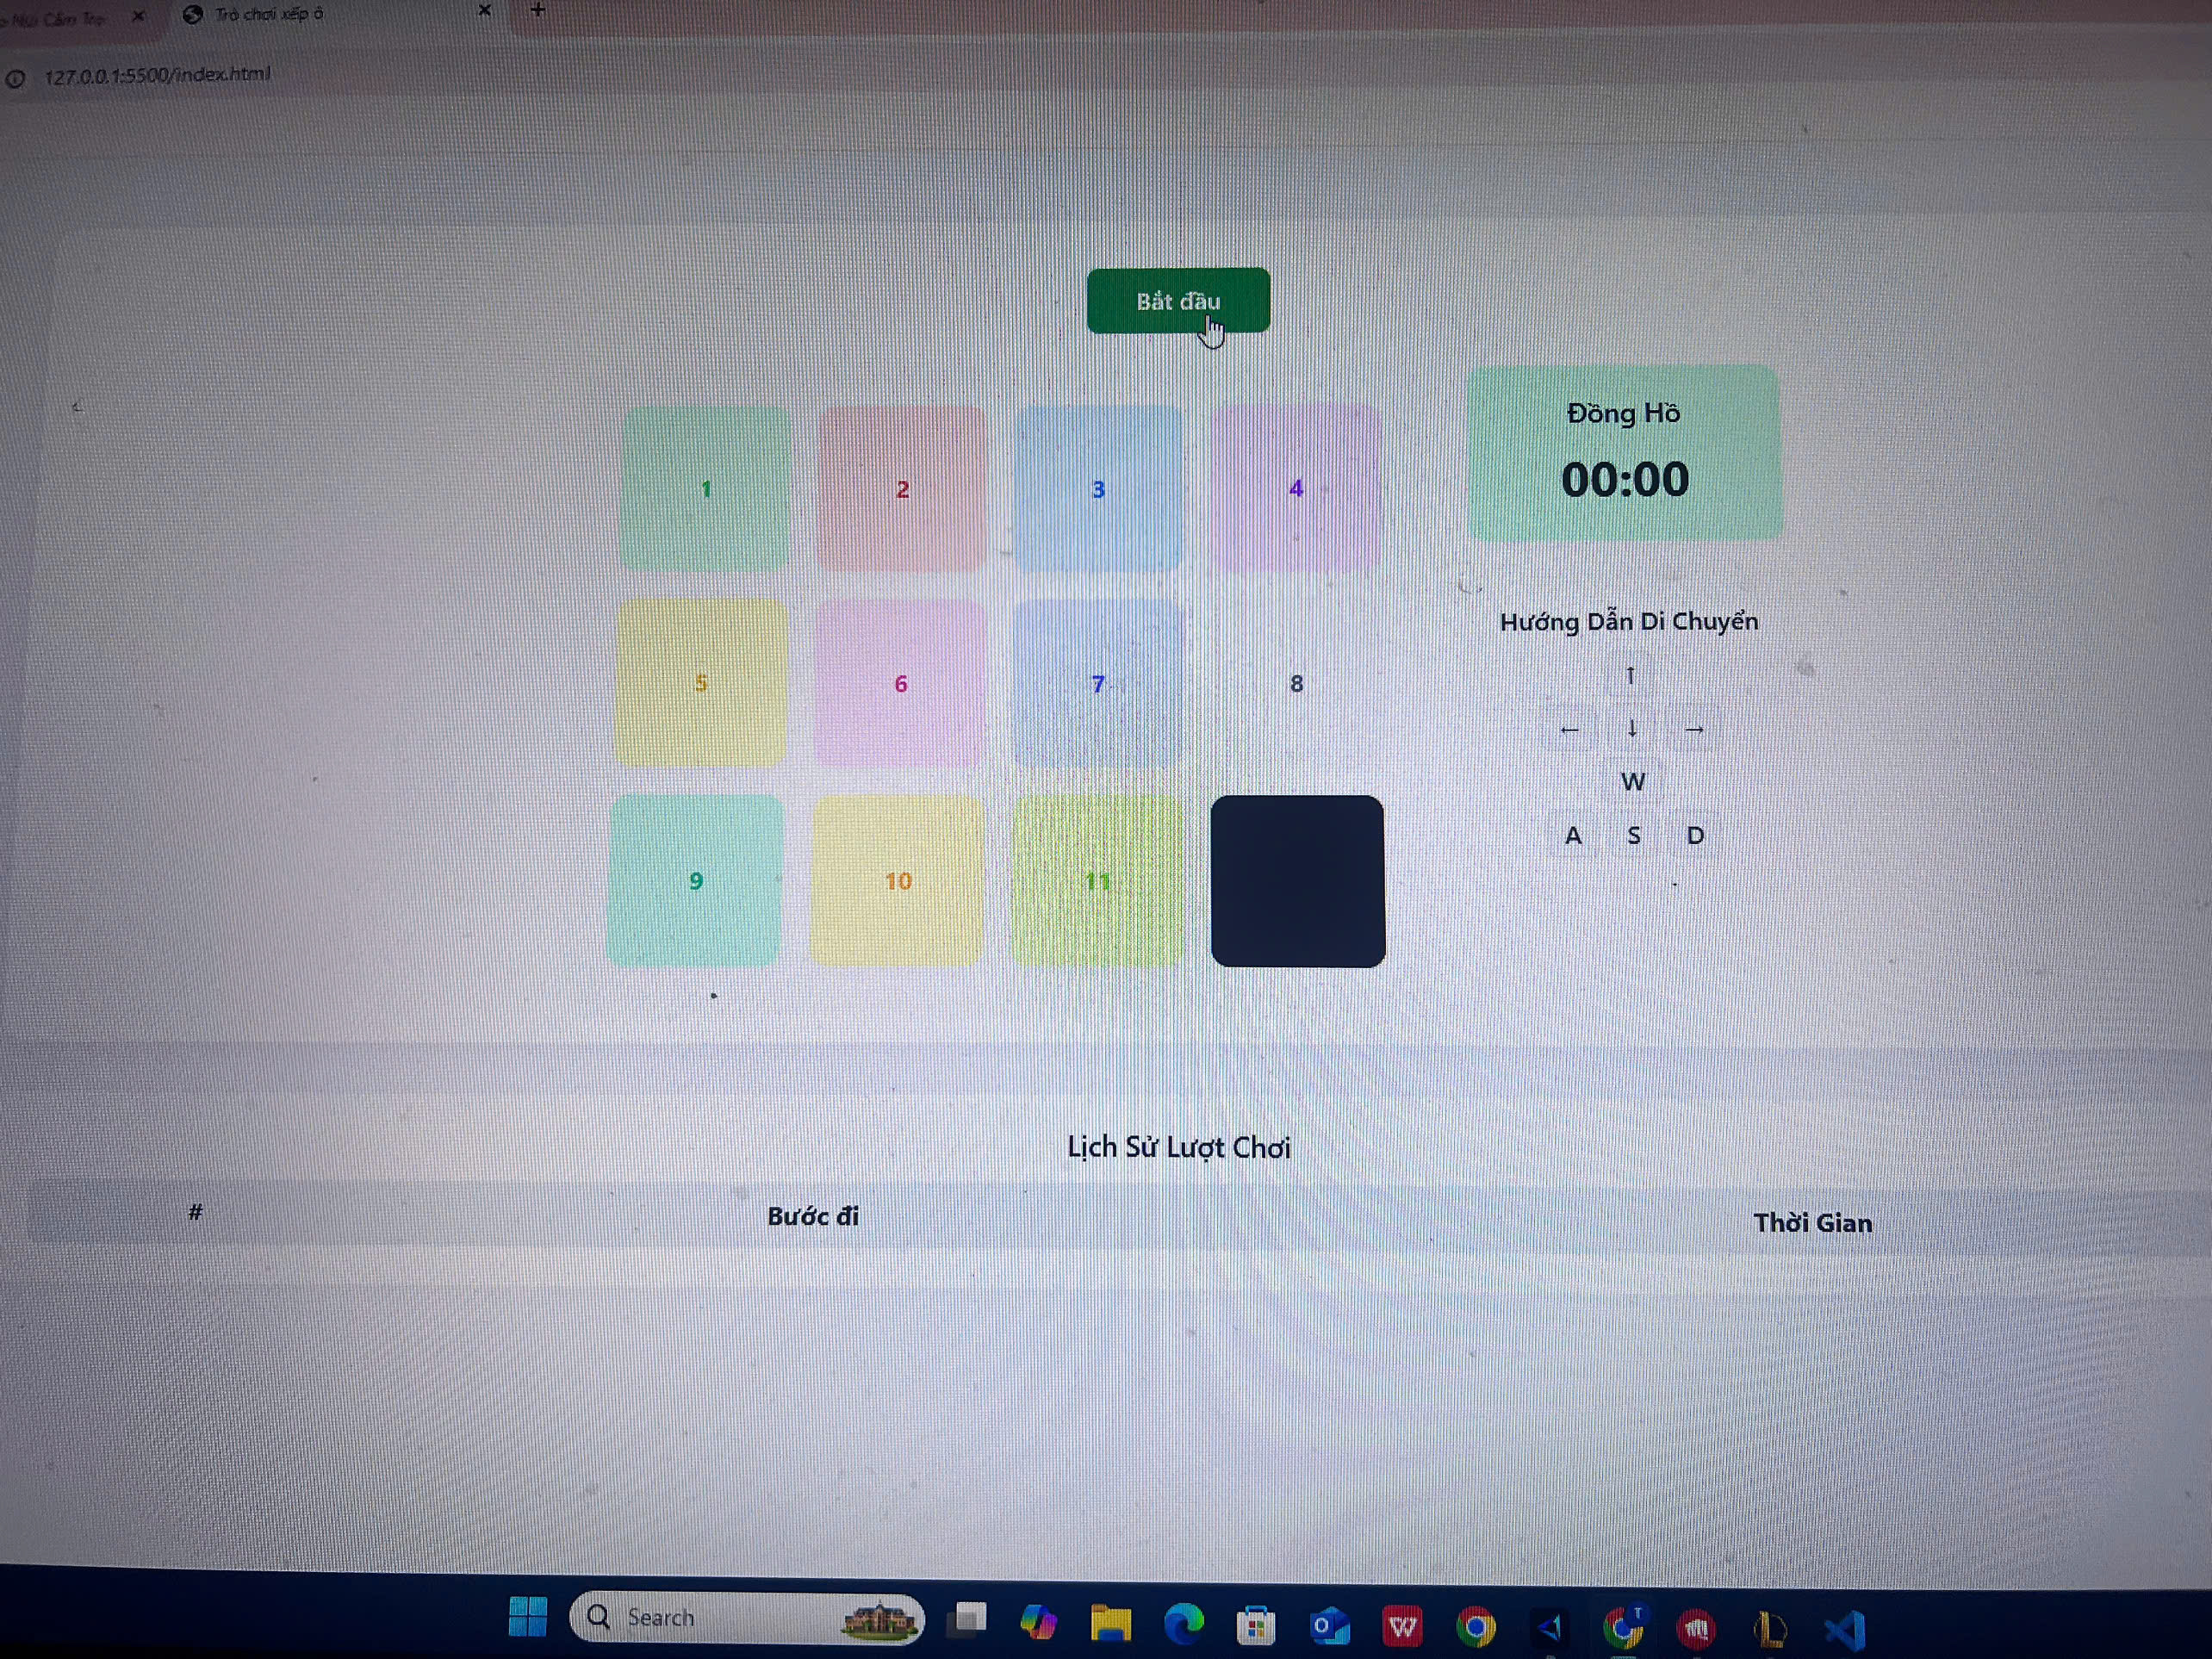 Trò chơi xếp ô
127.0.0.1:5500/index.html
Bắt đầu
1 2 3 4
Đồng Hồ
00:00
5 6 7 8
Hướng Dẫn Di Chuyển
↑
← ↓ →
W
A S D
9 10 11
Lịch Sử Lượt Chơi
# Bước đi Thời Gian
Search